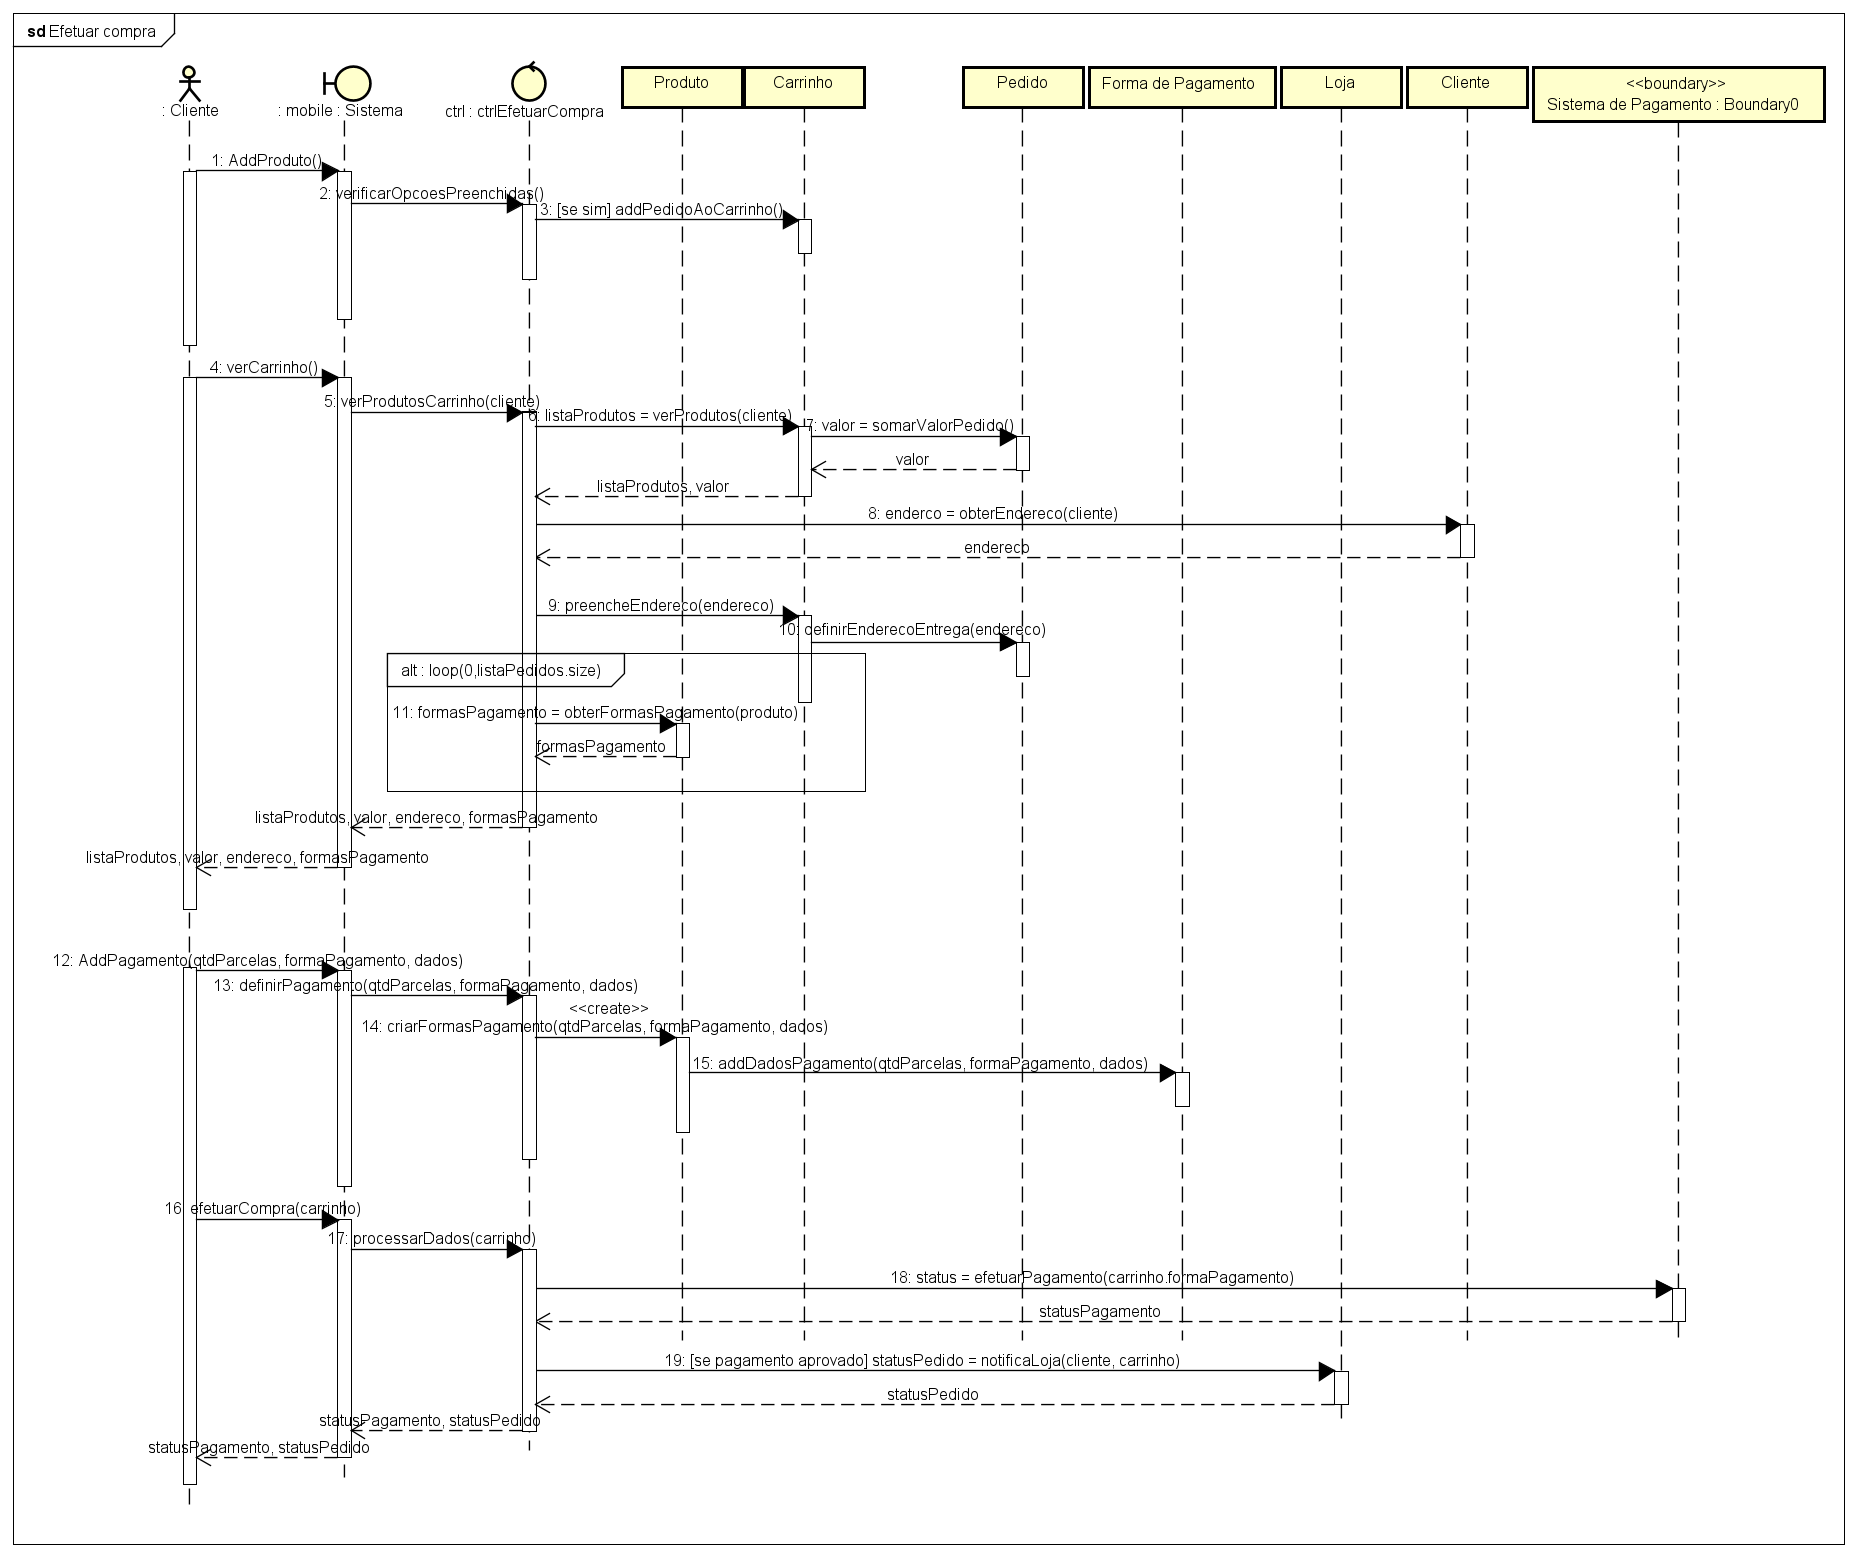 sd Efetuar compra
: Cliente
: mobile : Sistema
ctrl : ctrlEfetuarCompra
Produto
Carrinho
Pedido
Forma de Pagamento
Loja
Cliente
<<boundary>>
Sistema de Pagamento : Boundary0
1: AddProduto()
2: verificarOpcoesPreenchidas()
3: [se sim] addPedidoAoCarrinho()
4: verCarrinho()
5: verProdutosCarrinho(cliente)
6: listaProdutos = verProdutos(cliente)
7: valor = somarValorPedido()
valor
listaProdutos, valor
8: enderco = obterEndereco(cliente)
endereco
9: preencheEndereco(endereco)
10: definirEnderecoEntrega(endereco)
alt : loop(0,listaPedidos.size)
11: formasPagamento = obterFormasPagamento(produto)
formasPagamento
listaProdutos, valor, endereco, formasPagamento
listaProdutos, valor, endereco, formasPagamento
12: AddPagamento(qtdParcelas, formaPagamento, dados)
13: definirPagamento(qtdParcelas, formaPagamento, dados)
<<create>>
14: criarFormasPagamento(qtdParcelas, formaPagamento, dados)
15: addDadosPagamento(qtdParcelas, formaPagamento, dados)
16: efetuarCompra(carrinho)
17: processarDados(carrinho)
18: status = efetuarPagamento(carrinho.formaPagamento)
statusPagamento
19: [se pagamento aprovado] statusPedido = notificaLoja(cliente, carrinho)
statusPedido
statusPagamento, statusPedido
statusPagamento, statusPedido